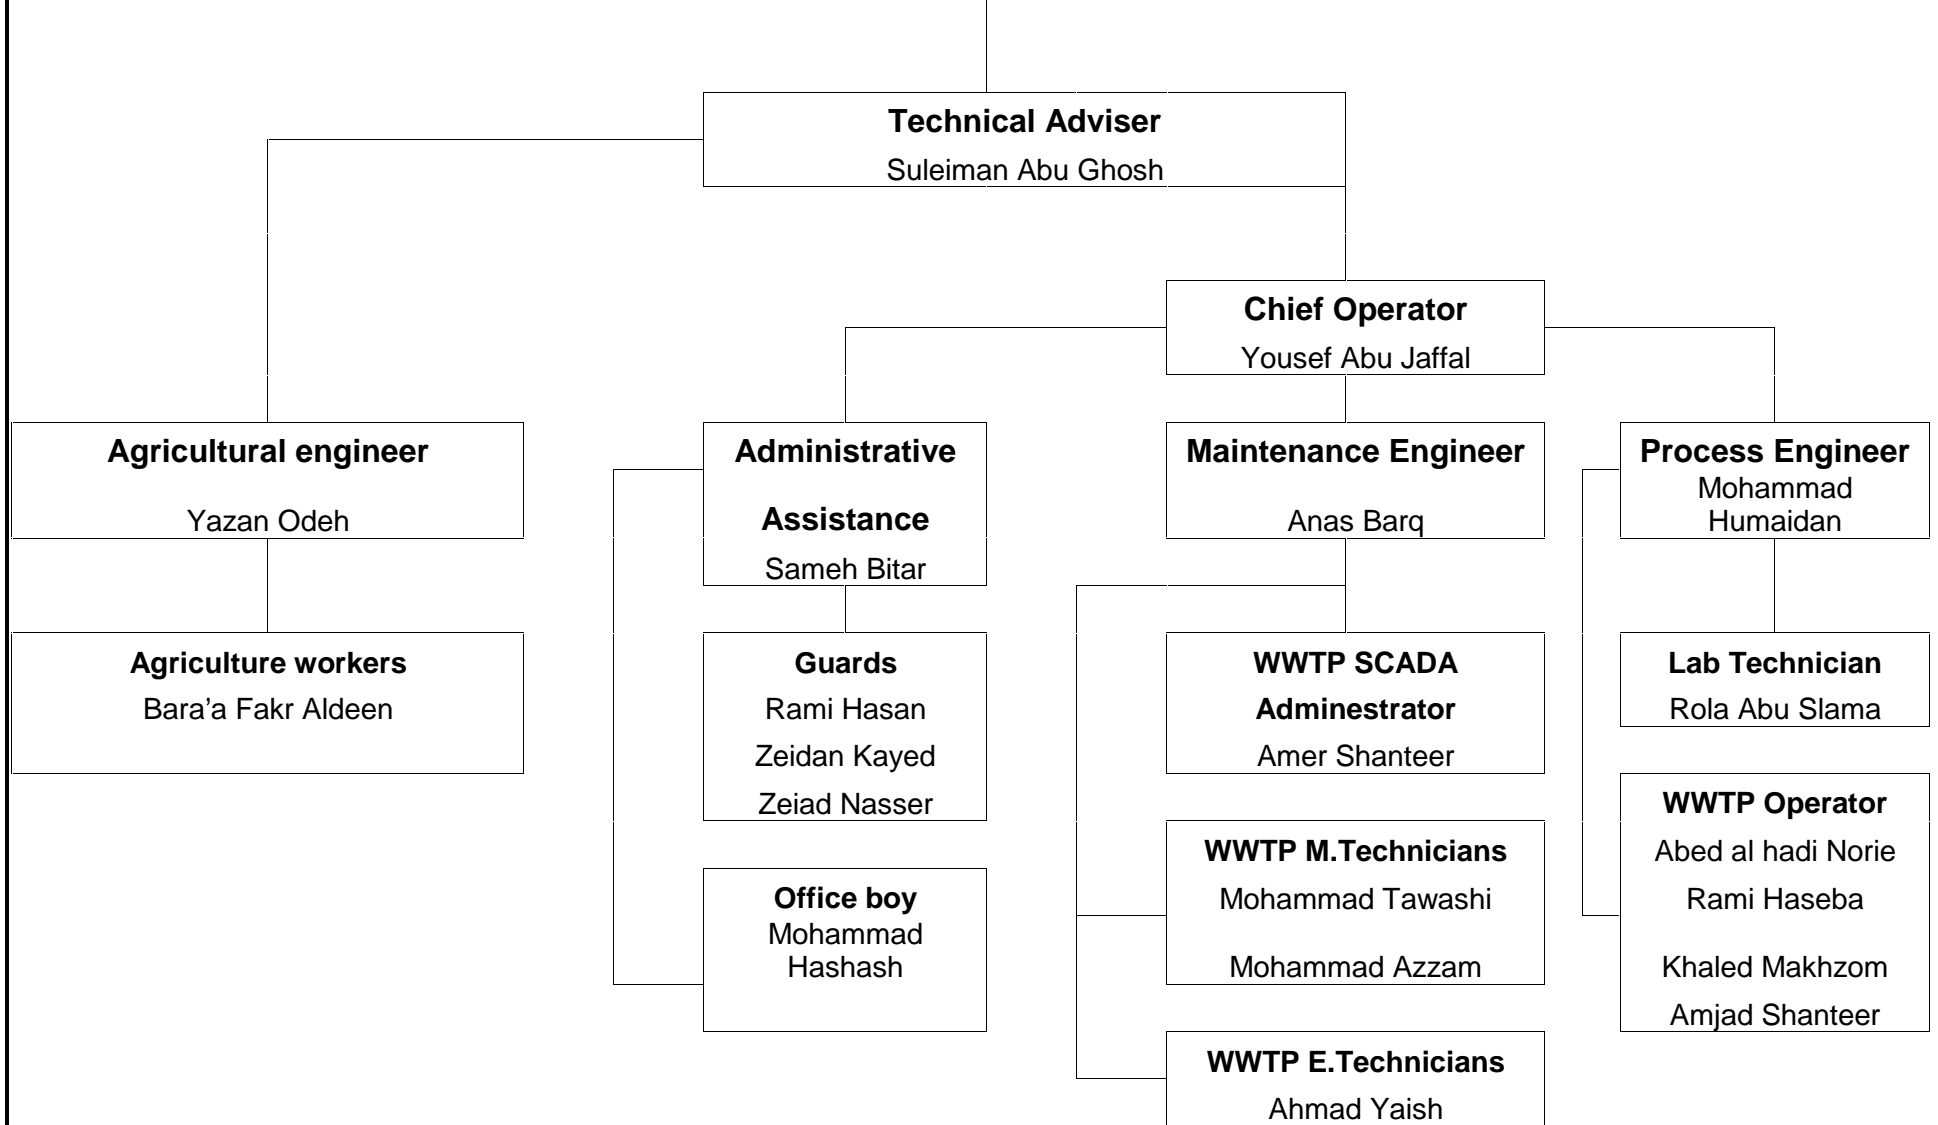 Technical Adviser
Suleiman Abu Ghosh
Chief Operator
Yousef Abu Jaffal
Agricultural engineer
Yazan Odeh
Administrative
Assistance
Sameh Bitar
Maintenance Engineer
Anas Barq
Process Engineer
Mohammad
Humaidan
Agriculture workers
Bara’a Fakr Aldeen
Guards
Rami Hasan
Zeidan Kayed
Zeiad Nasser
Office boy
Mohammad
Hashash
WWTP SCADA
Adminestrator
Amer Shanteer
WWTP M.Technicians
Mohammad Tawashi
Mohammad Azzam
WWTP E.Technicians
Ahmad Yaish
Lab Technician
Rola Abu Slama
WWTP Operator
Abed al hadi Norie
Rami Haseba
Khaled Makhzom
Amjad Shanteer